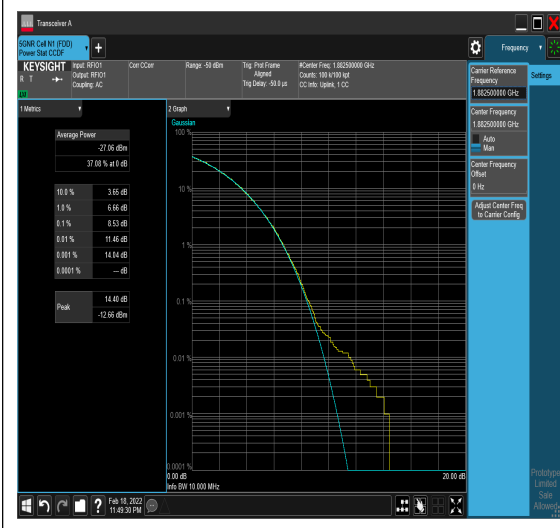 Transceiver A
5GNR Cell N1 (FDD)
Power Stat CCDF
Frequency
KEYSIGHT
R T
LXI
Input: RFIO1
Output: RFIO1
Coupling: AC
Corr CCorr
Range: -50 dBm
Trig: Prot Frame
Aligned
Trig Delay: -50.0 µs
#Center Freq: 1.882500000 GHz
Counts: 100 k/100 kpt
CC Info: Uplink, 1 CC
1 Metrics
Average Power
-27.06 dBm
37.08 % at 0 dB
10.0 % 3.65 dB
1.0 % 6.66 dB
0.1 % 8.53 dB
0.01 % 11.46 dB
0.001 % 14.04 dB
0.0001 % --- dB
Peak
14.40 dB
-12.66 dBm
2 Graph
Gaussian
100 %
10 %
1 %
0.1 %
0.01 %
0.001 %
0.0001 %
0.00 dB
20.00 dB
Info BW 10.000 MHz
Carrier Reference
Frequency
1.882500000 GHz
Center Frequency
1.882500000 GHz
Auto
Man
Center Frequency
Offset
0 Hz
Adjust Center Freq
to Carrier Config
Settings
Prototype
Limited
Sale
Allowed
Feb 18, 2022
11:49:30 PM